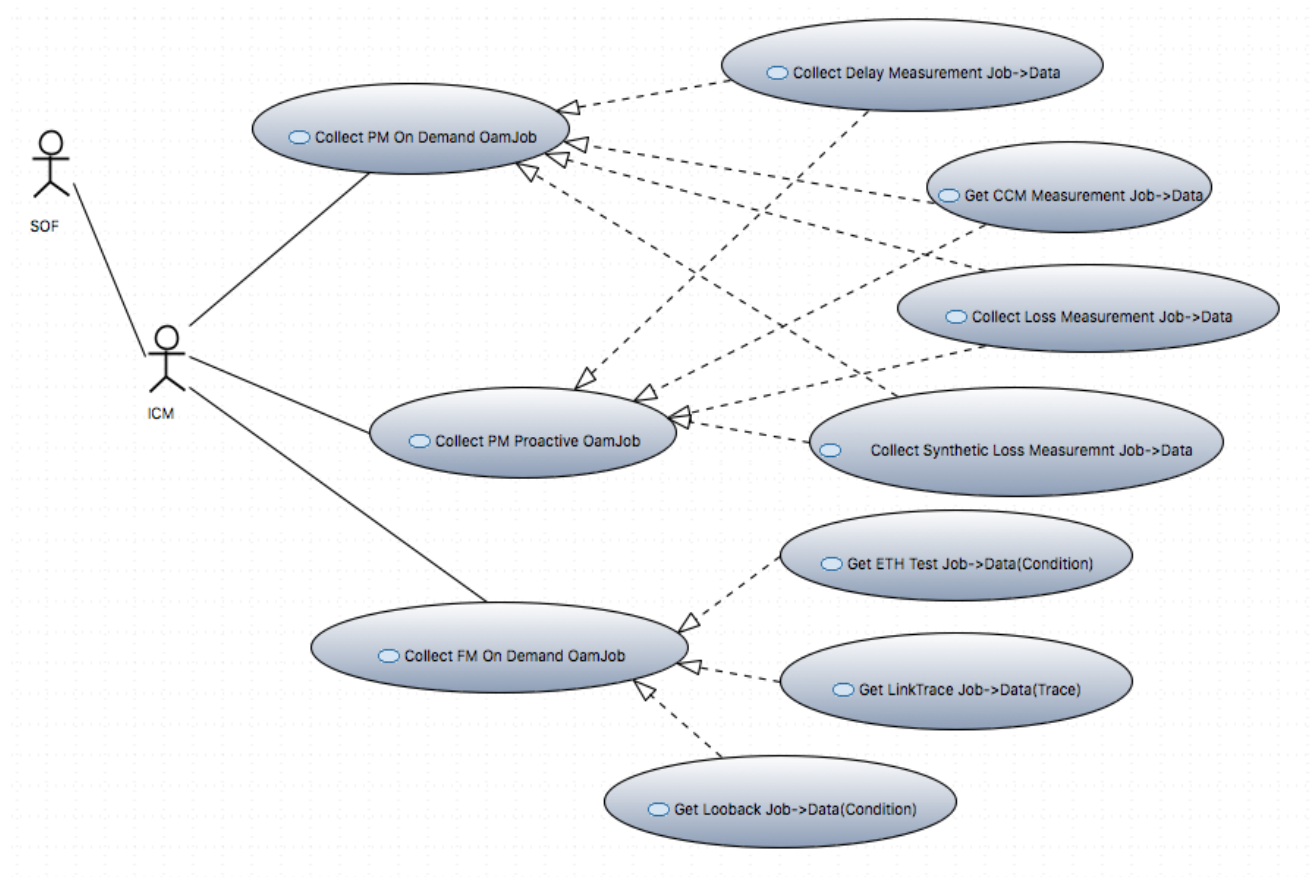 Collect Delay Measurement Job->Data
Collect PM On Demand OamJob
Get CCM Measurement Job->Data
SOF
Collect Loss Measurement Job->Data
ICM
Collect PM Proactive OamJob
Collect Synthetic Loss Measuremnt Job->Data
Get ETH Test Job->Data(Condition)
Collect FM On Demand OamJob
Get LinkTrace Job->Data(Trace)
Get Looback Job->Data(Condition)